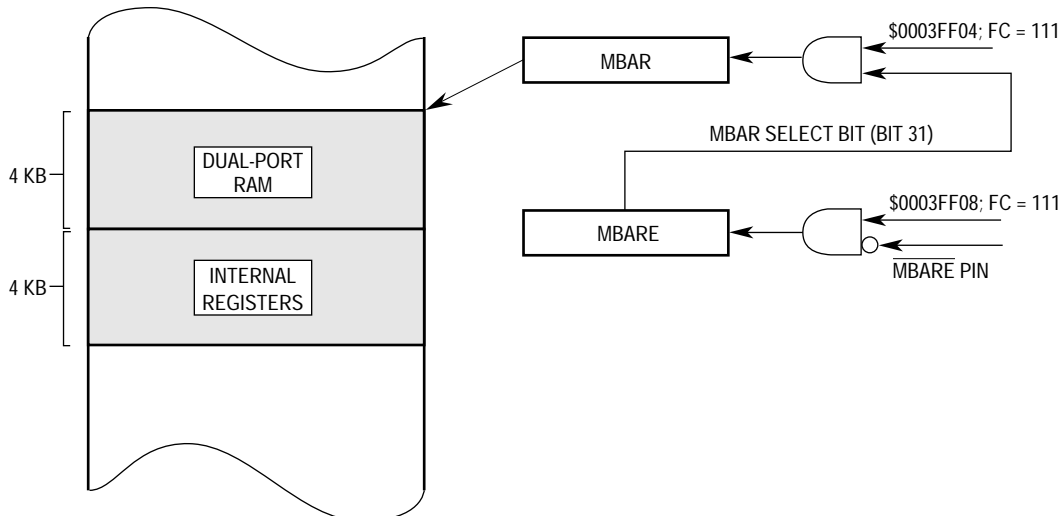 4 KB
DUAL-PORT
RAM
4 KB
INTERNAL
REGISTERS
MBAR
$0003FF04; FC = 111
MBAR SELECT BIT (BIT 31)
MBARE
$0003FF08; FC = 111
MBARE PIN